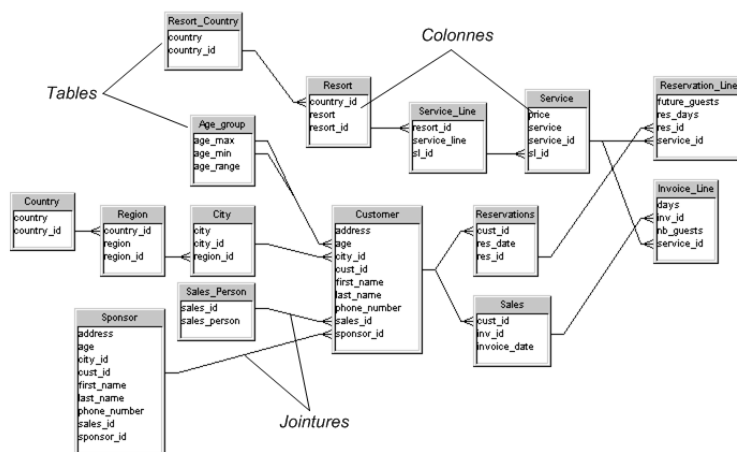 Resort_Country
country
country_id
Colonnes
Tables
Resort
country_id
resort
resort_id
Service_Line
resort_id
service_line
sl_id
Service
price
service
service_id
sl_id
Reservation_Line
future_guests
res_days
res_id
service_id
Age_group
age_max
age_min
age_range
Country
country
country_id
Region
country_id
region
region_id
City
city
city_id
region_id
Customer
address
age
city_id
cust_id
first_name
last_name
phone_number
sales_id
sponsor_id
Reservations
cust_id
res_date
res_id
Invoice_Line
days
inv_id
nb_guests
service_id
Sales_Person
sales_id
sales_person
Sales
cust_id
inv_id
invoice_date
Sponsor
address
age
city_id
cust_id
first_name
last_name
phone_number
sales_id
sponsor_id
Jointures